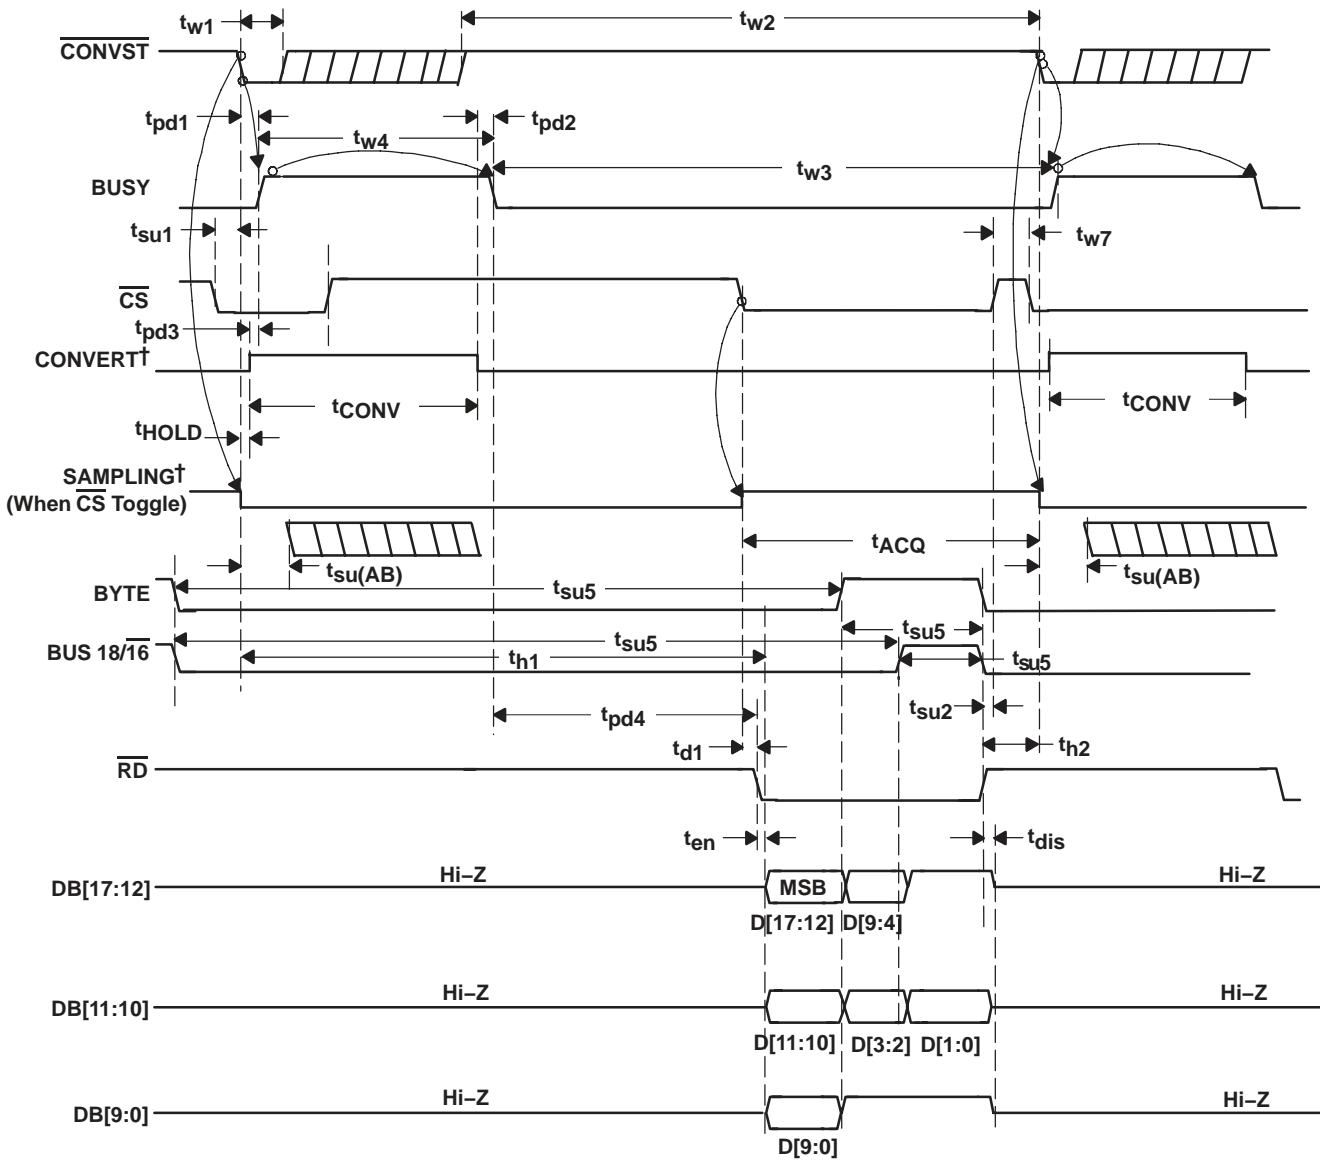 tw1
tw2
CONVST
tpd1
tw4
tpd2
tw3
BUSY
tsu1
tw7
CS
tpd3
CONVERT†
tCONV
tCONV
tHOLD
SAMPLING†
(When CS Toggle)
tACQ
tsu(AB)
tsu(AB)
BYTE
tsu5
tsu5
BUS 18/16
tsu5
th1
tsu5
tpd4
tsu2
td1
th2
RD
ten
tdis
DB[17:12]
Hi–Z
MSB
Hi–Z
D[17:12]
D[9:4]
DB[11:10]
Hi–Z
Hi–Z
D[11:10]
D[3:2]
D[1:0]
DB[9:0]
Hi–Z
Hi–Z
D[9:0]